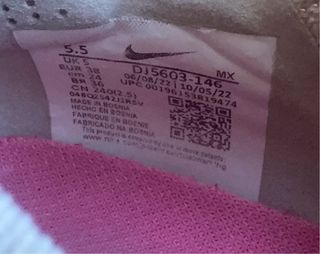 5.5 DJ5603-146 MX
UK 5
EUR 38 06/08/22 10/05/22
cm 24 UPC 00196153819474
BR 36
CN 240(2.5)
MADE IN BOSNIA
HECHO EN BOSNIA
FABRIQUE EN BOSNIE
FABRICADO NA BOSNIA